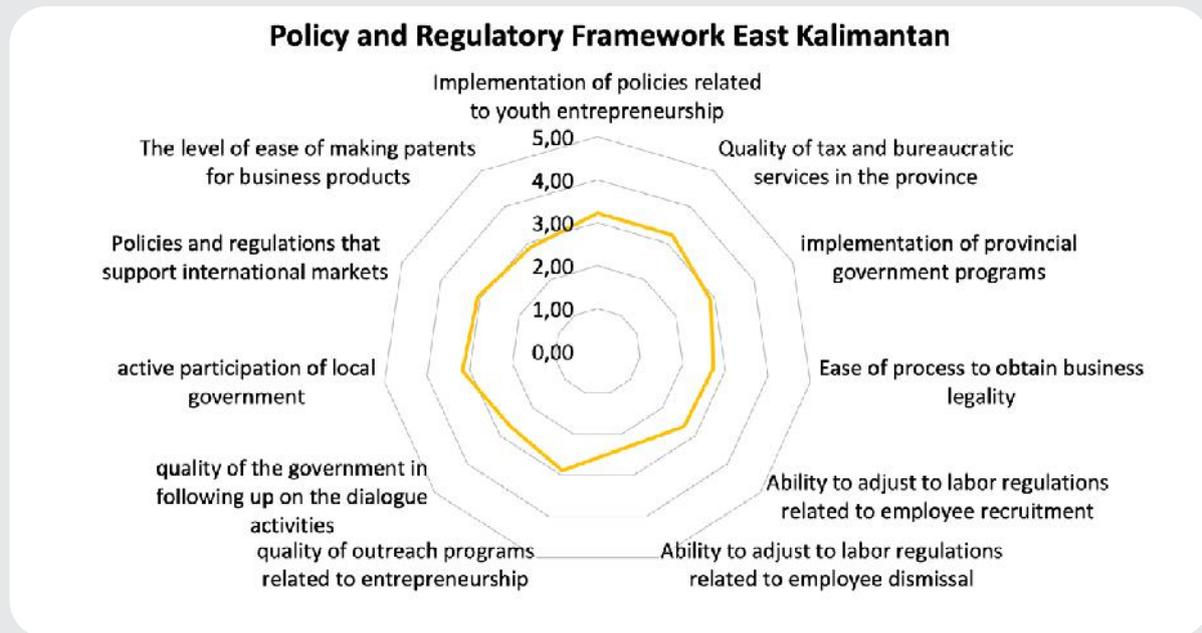 Policy and Regulatory Framework East Kalimantan
Implementation of policies related
to youth entrepreneurship
5,00
4,00
3,00
2,00
1,00
0,00
Quality of tax and bureaucratic
services in the province
implementation of provincial
government programs
Ease of process to obtain business
legality
Ability to adjust to labor regulations
related to employee recruitment
Ability to adjust to labor regulations
related to employee dismissal
quality of outreach programs
related to entrepreneurship
quality of the government in
following up on the dialogue
activities
active participation of local
government
Policies and regulations that
support international markets
The level of ease of making patents
for business products